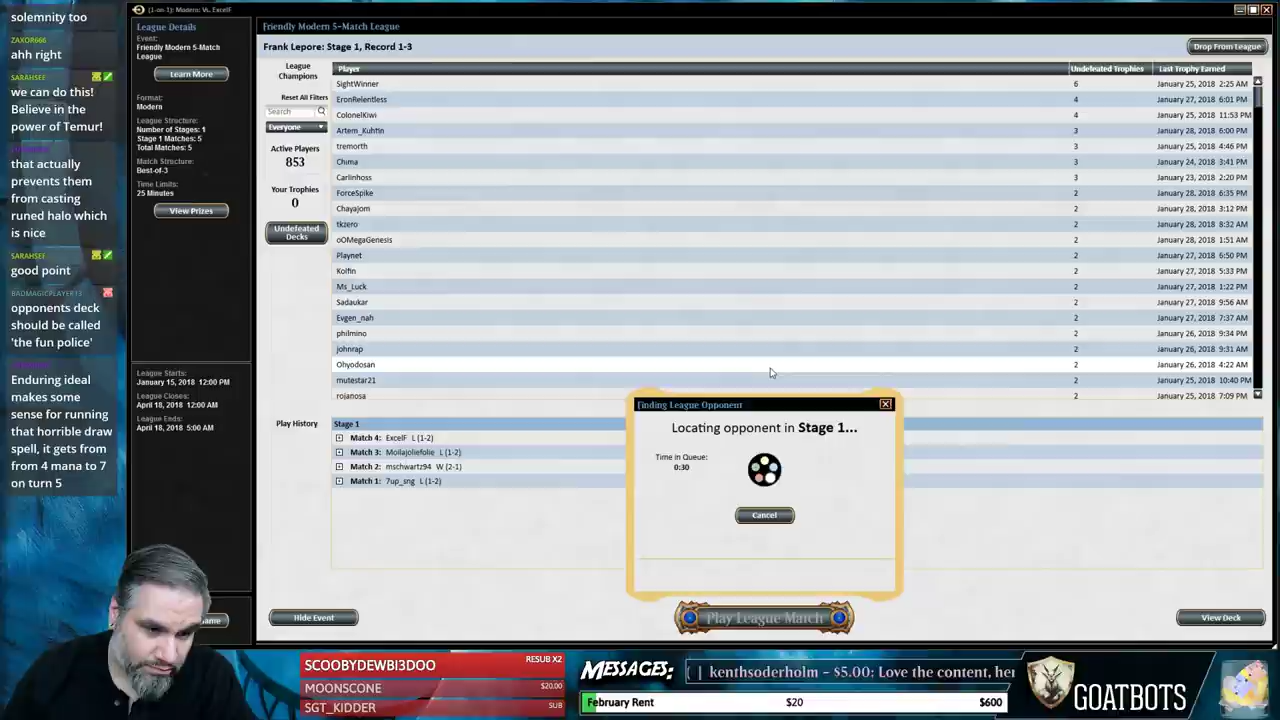 solemnity too
ZAXOR666
ahh right
SARAHSEE
we can do this!
Believe in the
power of Temur!
that actually
prevents them
from casting
runed halo which
is nice
SARAHSEE
good point
BADMAGICPLAYER13
opponents deck
should be called
'the fun police'
Enduring ideal
makes some
sense for running
that horrible draw
spell, it gets from
from 4 mana to 7
on turn 5
(1-on-1): Modern: Vs. ExcelF
League Details
Event:
Friendly Modern 5-Match
League
Learn More
Format:
Modern
League Structure:
Number of Stages: 1
Stage 1 Matches: 5
Total Matches: 5
Match Structure:
Best-of-3
Time Limits:
25 Minutes
View Prizes
League Starts:
January 15, 2018 12:00 PM
League Closes:
April 18, 2018 12:00 AM
League Ends:
April 18, 2018 5:00 AM
Friendly Modern 5-Match League
Frank Lepore: Stage 1, Record 1-3
Drop From League
League
Champions
Reset All Filters
Search
Everyone
Active Players
853
Your Trophies
0
Undefeated
Decks
Player Undefeated Trophies Last Trophy Earned
SightWinner 6 January 25, 2018 2:25 AM
EronRelentless 4 January 27, 2018 6:01 PM
ColonelKiwi 4 January 25, 2018 11:53 PM
Artem_Kuhtin 3 January 28, 2018 6:00 PM
tremorth 3 January 25, 2018 4:46 PM
Chima 3 January 24, 2018 3:41 PM
Carlinhoss 3 January 23, 2018 2:20 PM
ForceSpike 2 January 28, 2018 6:35 PM
Chayajom 2 January 28, 2018 3:12 PM
tkzero 2 January 28, 2018 8:32 AM
oOMegaGenesis 2 January 28, 2018 1:51 AM
Playnet 2 January 27, 2018 6:50 PM
Kolfin 2 January 27, 2018 5:33 PM
Ms_Luck 2 January 27, 2018 1:22 PM
Sadaukar 2 January 27, 2018 9:56 AM
Evgen_nah 2 January 27, 2018 7:37 AM
philmino 2 January 26, 2018 9:34 PM
johnrap 2 January 26, 2018 9:31 AM
Ohyodosan 2 January 26, 2018 4:22 AM
mutestar21 2 January 25, 2018 10:40 PM
rojanosa 2 January 25, 2018 7:09 PM
Play History
Stage 1
Match 4: ExcelF L (1-2)
Match 3: Mollajoliefolie L (1-2)
Match 2: mschwartz94 W (2-1)
Match 1: 7up_sng L (1-2)
Finding League Opponent
Locating opponent in Stage 1...
Time in Queue:
0:30
Cancel
Hide Event
Play League Match
View Deck
SCOOBYDEWBI3DOO RESUB X2
MOONSCONE $20.00
SGT_KIDDER SUB
MESSAGES:
| kenthsoderholm - $5.00: Love the content, her
February Rent $20 $600
GOATBOTS